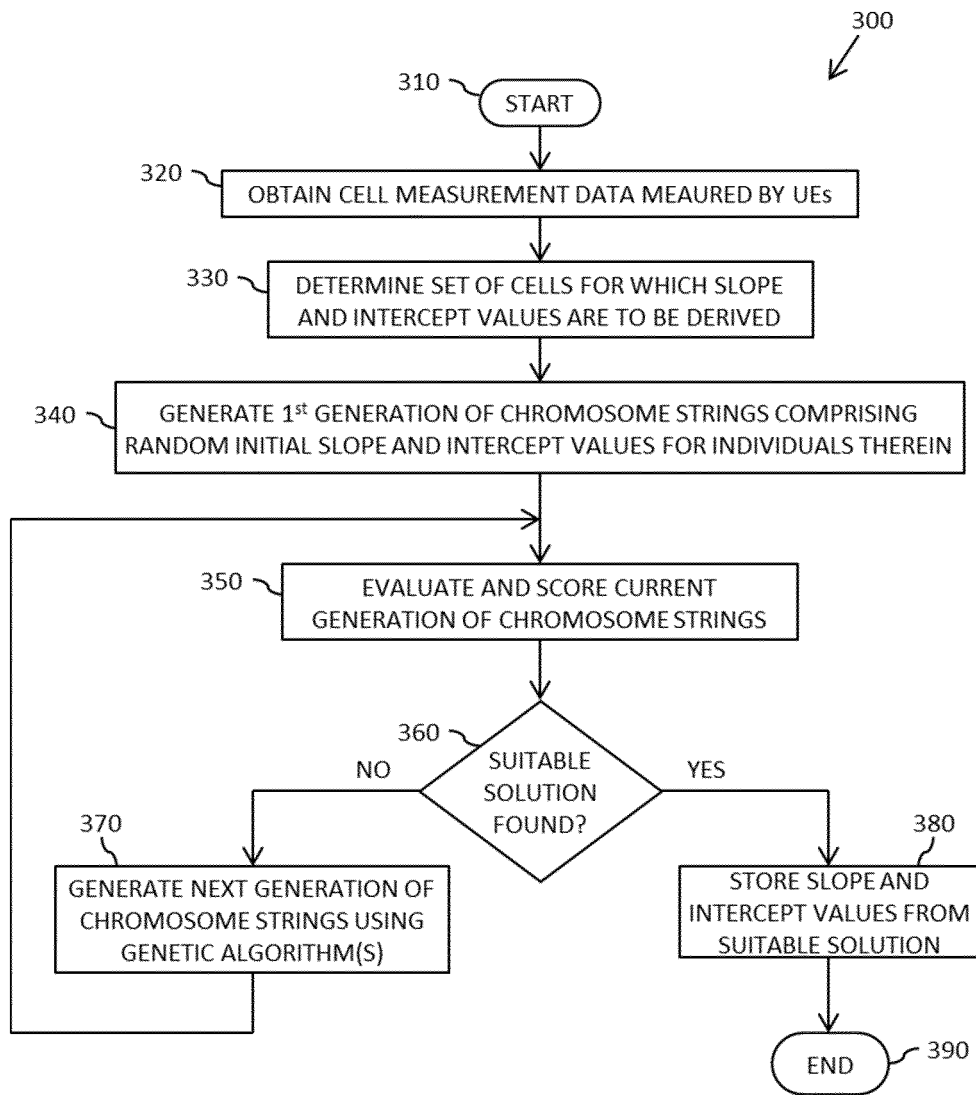 300
310
START
320
OBTAIN CELL MEASUREMENT DATA MEAURED BY UEs
330
DETERMINE SET OF CELLS FOR WHICH SLOPE
AND INTERCEPT VALUES ARE TO BE DERIVED
340
GENERATE 1st GENERATION OF CHROMOSOME STRINGS COMPRISING
RANDOM INITIAL SLOPE AND INTERCEPT VALUES FOR INDIVIDUALS THEREIN
350
EVALUATE AND SCORE CURRENT
GENERATION OF CHROMOSOME STRINGS
360
SUITABLE
SOLUTION
FOUND?
NO
YES
370
GENERATE NEXT GENERATION OF
CHROMOSOME STRINGS USING
GENETIC ALGORITHM(S)
380
STORE SLOPE AND
INTERCEPT VALUES FROM
SUITABLE SOLUTION
END
390